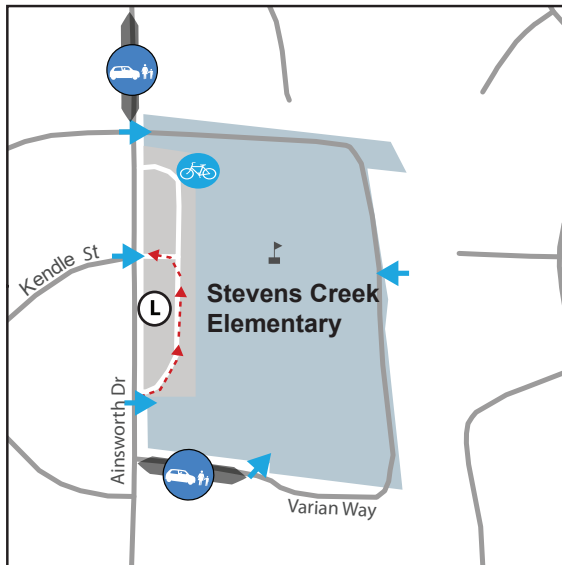 Kendle St
L
Stevens Creek
Elementary
Ainsworth Dr
Varian Way